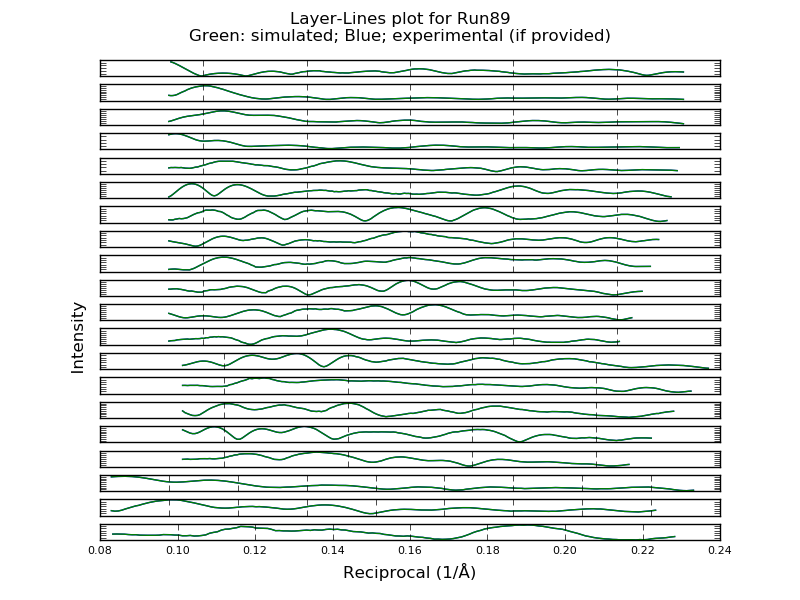 Layer-Lines plot for Run89
Green: simulated; Blue; experimental (if provided)
Intensity
0.08 0.10 0.12 0.14 0.16 0.18 0.20 0.22 0.24
Reciprocal (1/Å)